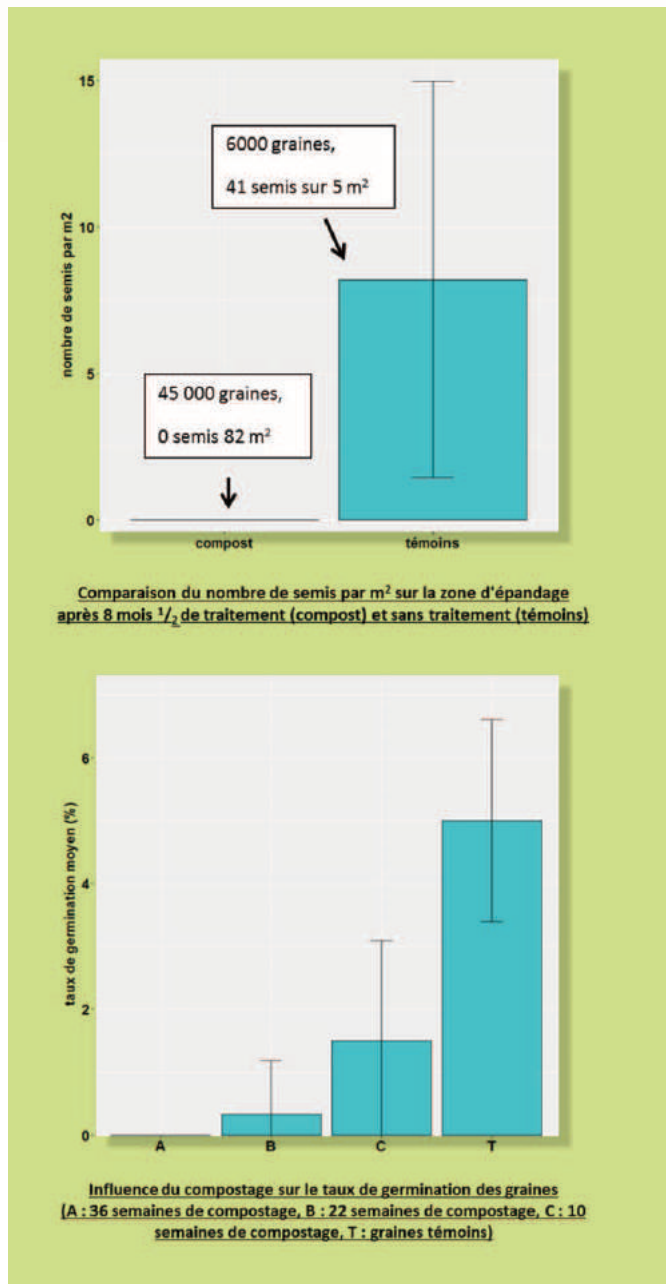 15
10
5
0
nombre de semis par m2
6000 graines,
41 semis sur 5 m²
45 000 graines,
0 semis 82 m²
compost
témoins
Comparaison du nombre de semis par m² sur la zone d'épandage
après 8 mois ¹/₂ de traitement (compost) et sans traitement (témoins)
6
4
2
0
taux de germination moyen (%)
A
B
C
T
Influence du compostage sur le taux de germination des graines
(A : 36 semaines de compostage, B : 22 semaines de compostage, C : 10
semaines de compostage, T : graines témoins)